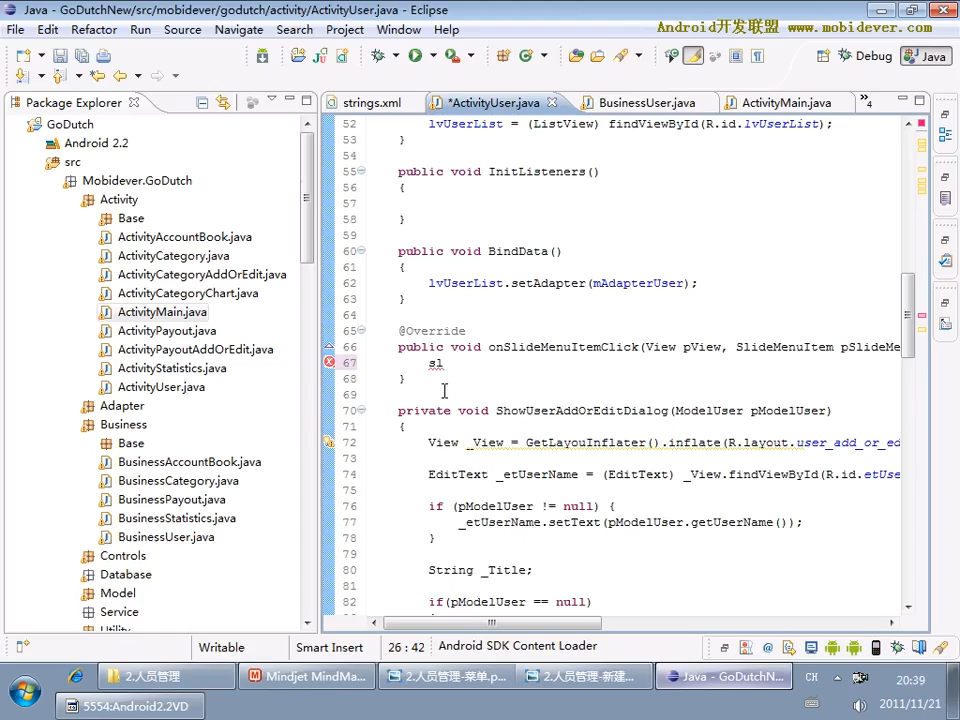 Java - GoDutchNew/src/mobidever/godutch/activity/ActivityUser.java - Eclipse
File Edit Run Source Refactor Navigate Search Project Window Help
Android开发联盟 www.mobidever.com
Debug Java
Package Explorer
strings.xml *ActivityUser.java BusinessUser.java ActivityMain.java »4
GoDutch
Android 2.2
src
Mobidever.GoDutch
Activity
Base
ActivityAccountBook.java
ActivityCategory.java
ActivityCategoryAddOrEdit.java
ActivityCategoryChart.java
ActivityMain.java
ActivityPayout.java
ActivityPayoutAddOrEdit.java
ActivityStatistics.java
ActivityUser.java
Adapter
Business
Base
BusinessAccountBook.java
BusinessCategory.java
BusinessPayout.java
BusinessStatistics.java
BusinessUser.java
Controls
Database
Model
Service
Utility
52 lvUserList = (ListView) findViewById(R.id.lvUserList);
53 }
54
55 public void InitListeners()
56 {
57
58 }
59
60 public void BindData()
61 {
62 lvUserList.setAdapter(mAdapterUser);
63 }
64
65 @Override
66 public void onSlideMenuItemClick(View pView, SlideMenuItem pSlideMe
67 sl
68 }
69
70 private void ShowUserAddOrEditDialog(ModelUser pModelUser)
71 {
72 View _View = GetLayouInflater().inflate(R.layout.user_add_or_ed
73
74 EditText _etUserName = (EditText) _View.findViewById(R.id.etUse
75
76 if (pModelUser != null) {
77 _etUserName.setText(pModelUser.getUserName());
78 }
79
80 String _Title;
81
82 if(pModelUser == null)
Writable Smart Insert 26 : 42 Android SDK Content Loader
2.人员管理 Mindjet MindMa... 2.人员管理-菜单.p... 2.人员管理-新建... Java - GoDutchN... CH 20:39
5554:Android2.2VD 2011/11/21